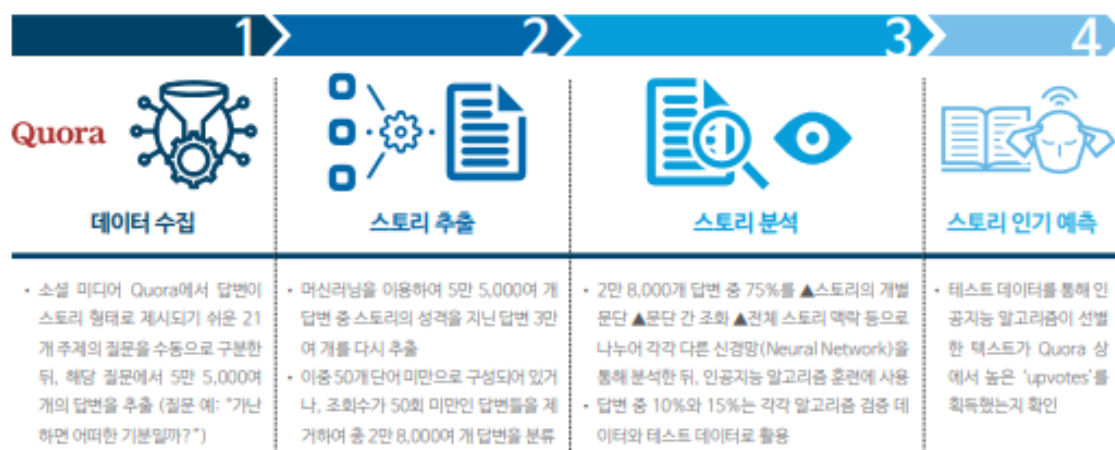 1
2
3
4
Quora
데이터 수집
스토리 추출
스토리 분석
스토리 인기 예측
• 소셜 미디어 Quora에서 답변이
스토리 형태로 제시되기 쉬운 21
개 주제의 질문을 수동으로 구분한
뒤, 해당 질문에서 5만 5,000여
개의 답변을 추출 (질문 예: "가난
하면 어떠한 기분일까?")
• 머신러닝을 이용하여 5만 5,000여 개
답변 중 스토리의 성격을 지닌 답변 3만
여 개를 다시 추출
• 이중 50개 단어 미만으로 구성되어 있거
나, 조회수가 50회 미만인 답변들을 제
거하여 총 2만 8,000여 개 답변을 분류
• 2만 8,000개 답변 중 75%를 ▲스토리의 개별
문단 ▲문단 간 조화 ▲전체 스토리 맥락 등으로
나누어 각각 다른 신경망(Neural Network)을
통해 분석한 뒤, 인공지능 알고리즘 훈련에 사용
• 답변 중 10%와 15%는 각각 알고리즘 검증 데
이터와 테스트 데이터로 활용
• 테스트 데이터를 통해 인
공지능 알고리즘이 선별
한 텍스트가 Quora 상
에서 높은 'upvotes'를
획득했는지 확인